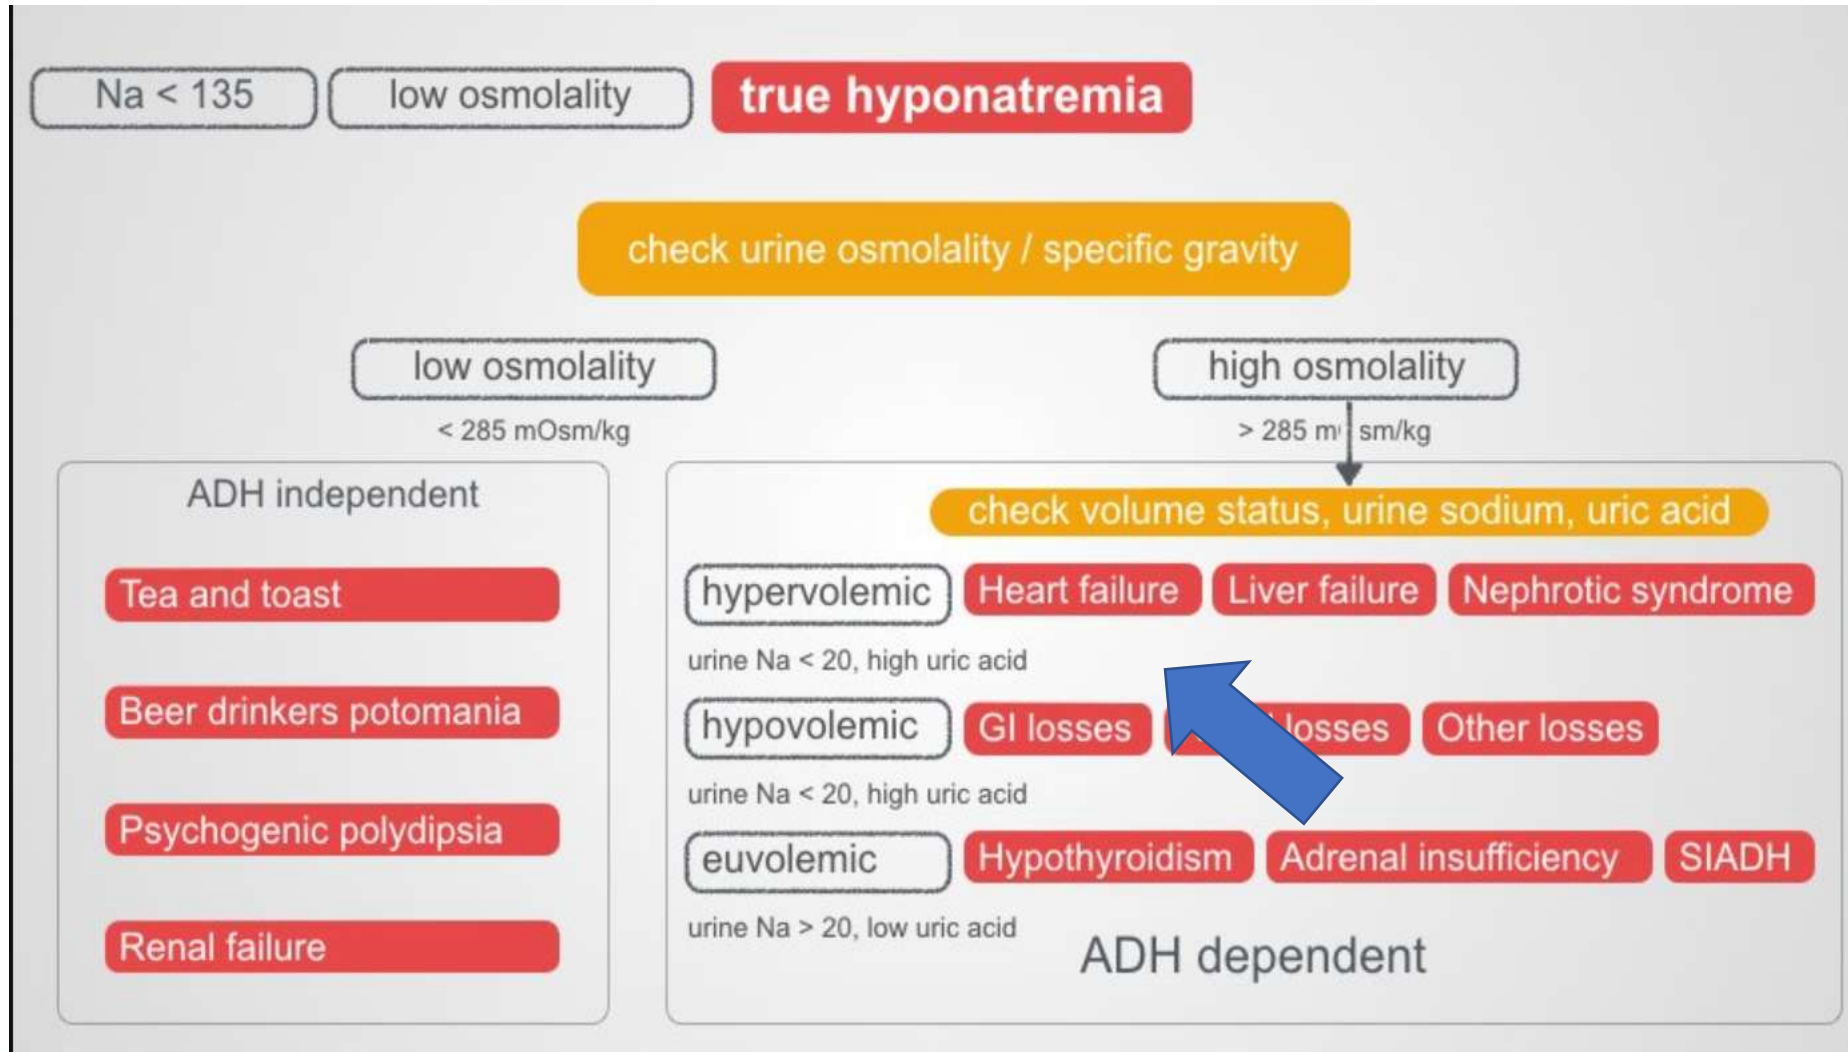 Na < 135 low osmolality true hyponatremia
check urine osmolality / specific gravity
low osmolality high osmolality
< 285 mOsm/kg > 285 m sm/kg
ADH independent
Tea and toast
Beer drinkers potomania
Psychogenic polydipsia
Renal failure
check volume status, urine sodium, uric acid
hypervolemic Heart failure Liver failure Nephrotic syndrome
urine Na < 20, high uric acid
hypovolemic GI losses losses Other losses
urine Na < 20, high uric acid
euvolemic Hypothyroidism Adrenal insufficiency SIADH
urine Na > 20, low uric acid
ADH dependent